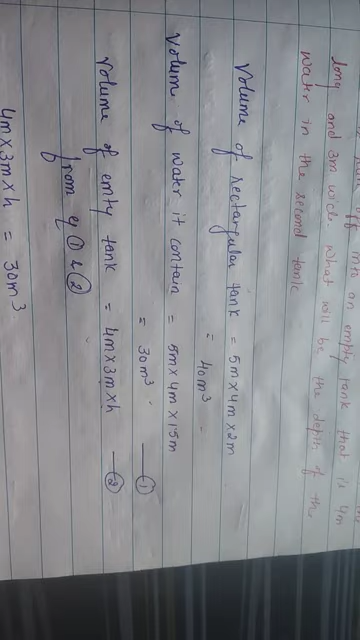 into an empty tank that is 4m
long and 3m wide. What will be the depth of the
water in the second tank
Volume of rectangular tank = 5m x 4m x 2m
= 40m³
Volume of water it contain = 5m x 4m x 1.5m
= 30m³ . —①
Volume of emty tank = 4m x 3m x h —②
from eq ① & ②
4m x 3m x h = 30m³